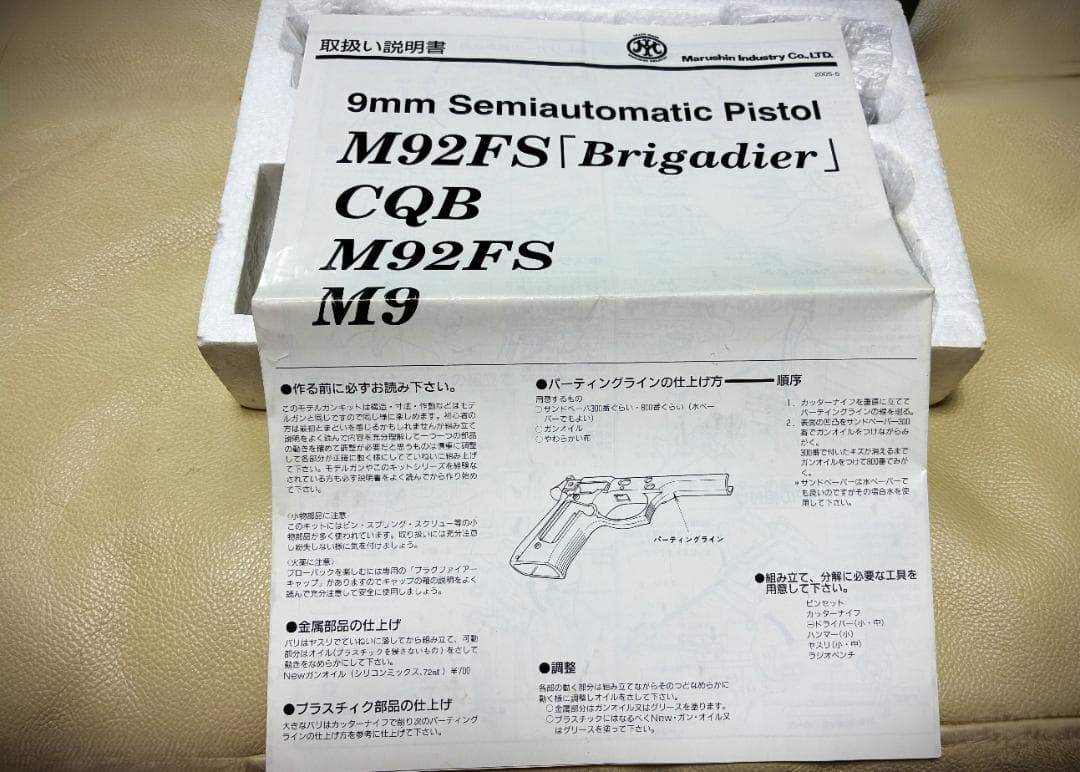 取扱い説明書
Marushin Industry Co., LTD.
2005-5
9mm Semiautomatic Pistol
M92FS「Brigadier」
CQB
M92FS
M9
●作る前に必ずお読み下さい。
このモデルガンキットは構造・寸法・作動などはモデ
ルガンと同じですので同じ様に楽しめます。初心者の
方は最初とまどいを感じるかもしれませんが組み立て
説明をよく読んで内容を充分理解して一つ一つの部品
の動きを確めて調整が必要だと思うものは慎重に調整
して各部分が正確に動く様にしてていねいに組み上げ
て下さい。モデルガンやこのキットシリーズを経験な
されている方も必ず説明書をよく読んでから作り始め
て下さい。
〈小物部品に注意〉
このキットにはピン・スプリング・スクリュー等の小
物部品が多く使われています。取り扱いには充分注意
し紛失しない様に気を付けましょう。
〈火薬に注意〉
ブローバックを楽しむには専用の「プラグファイアー
キャップ」がありますのでキャップの箱の説明をよく
読んで充分注意して安全に使用しましょう。
●金属部品の仕上げ
バリはヤスリでていねいに落してから組み立て、可動
部分はオイル(プラスチックを侵さないもの)をさして
動きをなめらかにして下さい。
Newガンオイル(シリコンミックス、72㎖)¥700
●プラスチィク部品の仕上げ
大きなバリはカッターナイフで削り次のパーティング
ラインの仕上げ方を参考に仕上げて下さい。
●パーティングラインの仕上げ方━━━順序
用意するもの
○サンドペーパ300番ぐらい・800番ぐらい(水ペー
パーでもよい)
○ガンオイル
○やわらかい布
1. カッターナイフを垂直に立てて
パーティングラインの線を削る。
2. 表面の凹凸をサンドペーパー300
番でガンオイルをつけながらみ
がく。
300番で付いたキズが消えるまで
ガンオイルをつけて800番でみが
く。
*サンドペーパーは水ペーパーで
も良いのですがその場合水を使
用して下さい。
パーティングライン
●組み立て、分解に必要な工具を
用意して下さい。
ピンセット
カッターナイフ
⊖ドライバー(小・中)
ハンマー(小)
ヤスリ(小・中)
ラジオペンチ
●調整
各部の動く部分は組み立てながらそのつどなめらかに
動く様に調整しオイルをさして下さい。
○金属部分はガンオイル又はグリースを塗ります。
○プラスチックにはなるべくNew・ガン・オイル又
はグリースを塗って下さい。